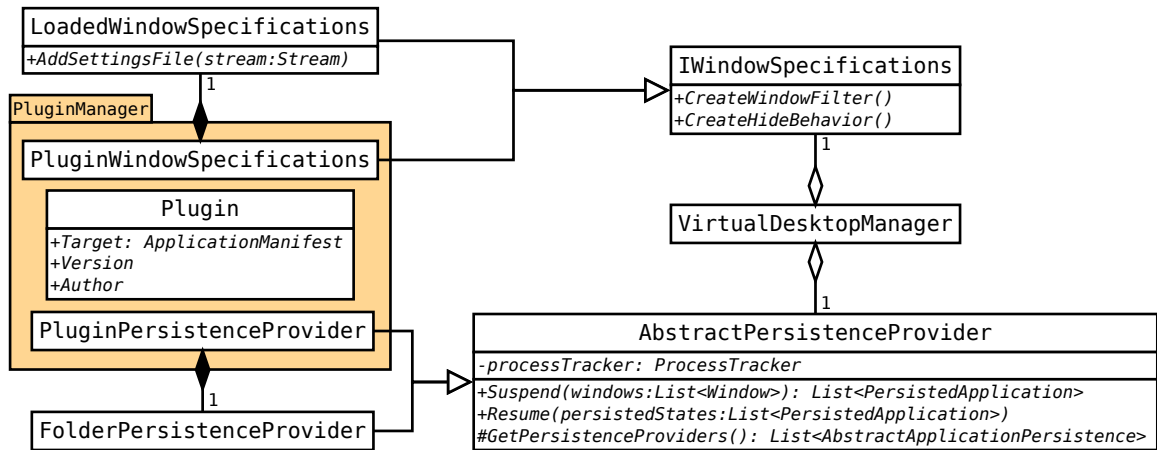 LoadedWindowSpecifications
+AddSettingsFile(stream:Stream)
1
PluginManager
PluginWindowSpecifications
Plugin
+Target: ApplicationManifest
+Version
+Author
PluginPersistenceProvider
1
FolderPersistenceProvider
IWindowSpecifications
+CreateWindowFilter()
+CreateHideBehavior()
1
VirtualDesktopManager
1
AbstractPersistenceProvider
-processTracker: ProcessTracker
+Suspend(windows:List<Window>): List<PersistedApplication>
+Resume(persistedStates:List<PersistedApplication>)
#GetPersistenceProviders(): List<AbstractApplicationPersistence>